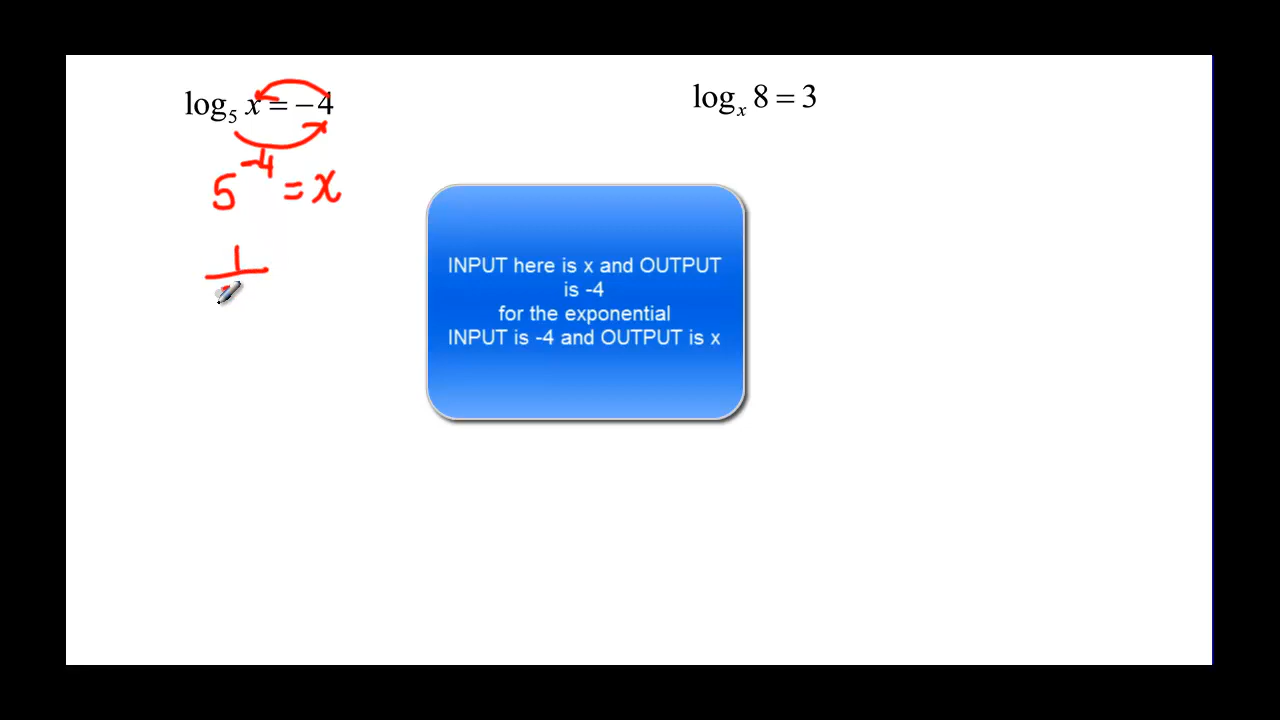 log₅ x = −4
5⁻⁴ = x
1
logₓ 8 = 3
INPUT here is x and OUTPUT
is -4
for the exponential
INPUT is -4 and OUTPUT is x